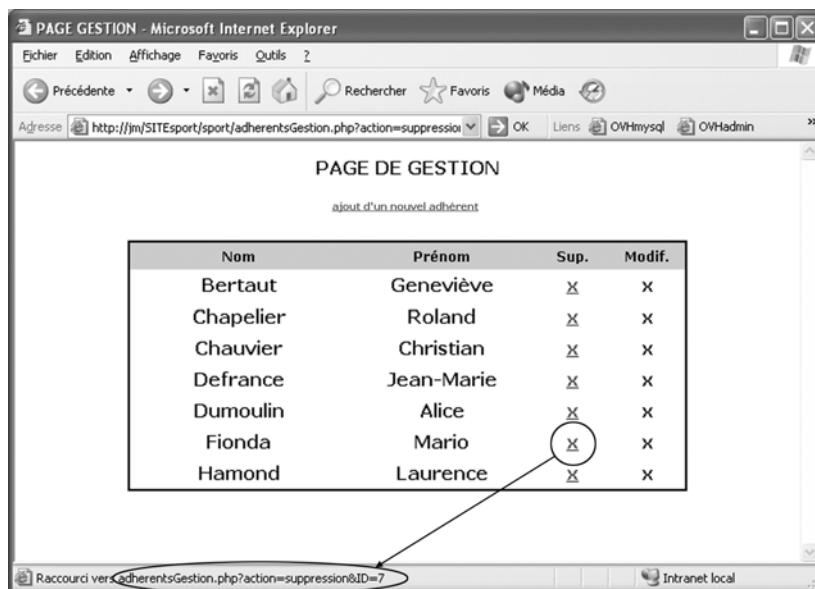 PAGE GESTION - Microsoft Internet Explorer
Fichier Edition Affichage Favoris Outils ?
Précédente Rechercher Favoris Média
Adresse http://jm/SITEsport/sport/adherentsGestion.php?action=suppression OK Liens OVHmysql OVHadmin »
PAGE DE GESTION
ajout d'un nouvel adhérent
Nom Prénom Sup. Modif.
Bertaut Geneviève X X
Chapelier Roland X X
Chauvier Christian X X
Defrance Jean-Marie X X
Dumoulin Alice X X
Fionda Mario X X
Hamond Laurence X X
Raccourci vers adherentsGestion.php?action=suppression&ID=7 Intranet local